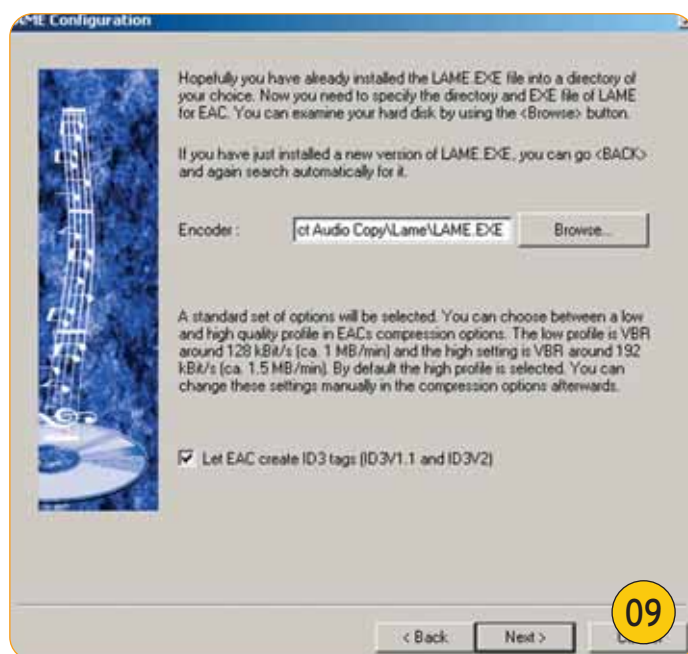 AME Configuration
Hopefully you have already installed the LAME.EXE file into a directory of
your choice. Now you need to specify the directory and EXE file of LAME
for EAC. You can examine your hard disk by using the <Browse> button.
If you have just installed a new version of LAME.EXE, you can go <BACK>
and again search automatically for it.
Encoder : ct Audio Copy\Lame\LAME.EXE Browse...
A standard set of options will be selected. You can choose between a low
and high quality profile in EACs compression options. The low profile is VBR
around 128 kBit/s (ca. 1 MB/min) and the high setting is VBR around 192
kBit/s (ca. 1.5 MB/min). By default the high profile is selected. You can
change these settings manually in the compression options afterwards.
Let EAC create ID3 tags (ID3V1.1 and ID3V2)
09
< Back Next >